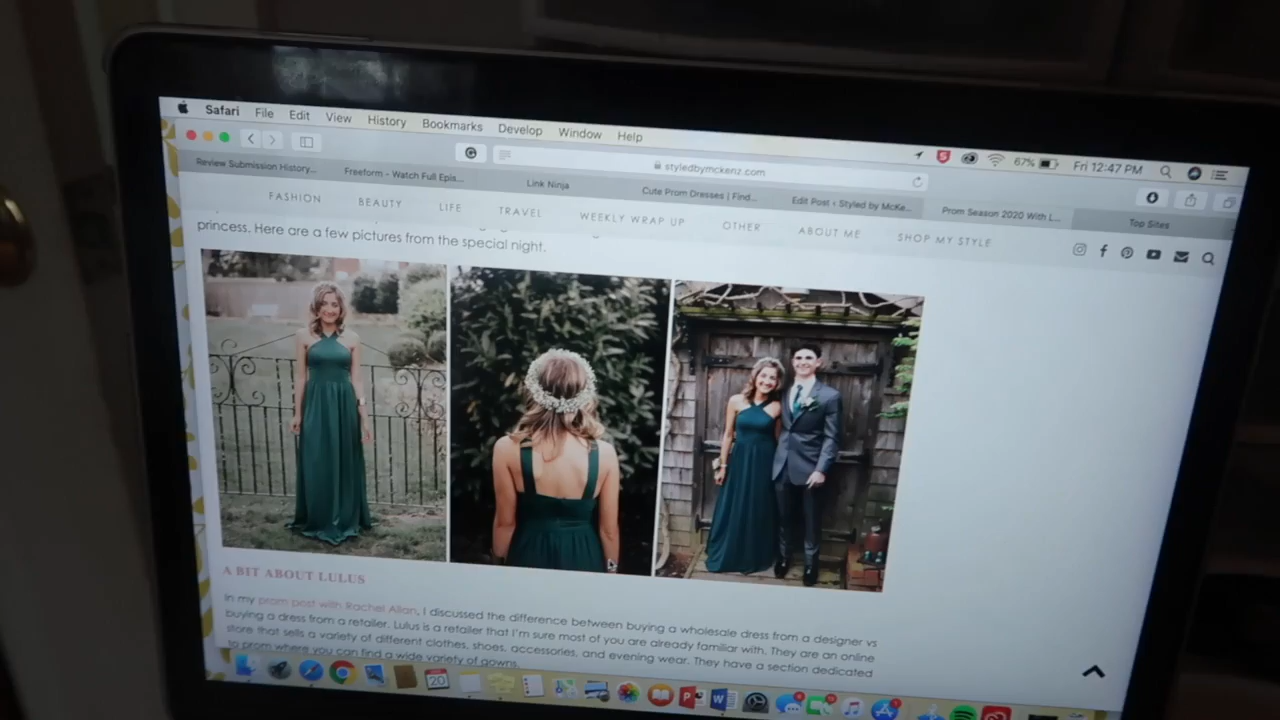 Safari File Edit View History Bookmarks Develop Window Help
67% Fri 12:47 PM
styledbymckenz.com
Review Submission History... Freeform - Watch Full Epis... Link Ninja Cute Prom Dresses | Find... Edit Post ‹ Styled by McKe... Prom Season 2020 With L... Top Sites
FASHION BEAUTY LIFE TRAVEL WEEKLY WRAP UP OTHER ABOUT ME SHOP MY STYLE
princess. Here are a few pictures from the special night.
A BIT ABOUT LULUS
In my prom post with Rachel Allan, I discussed the difference between buying a wholesale dress from a designer vs
buying a dress from a retailer. Lulus is a retailer that I'm sure most of you are already familiar with. They are an online
store that sells a variety of different clothes, shoes, accessories, and evening wear. They have a section dedicated
to prom where you can find a wide variety of gowns.
20